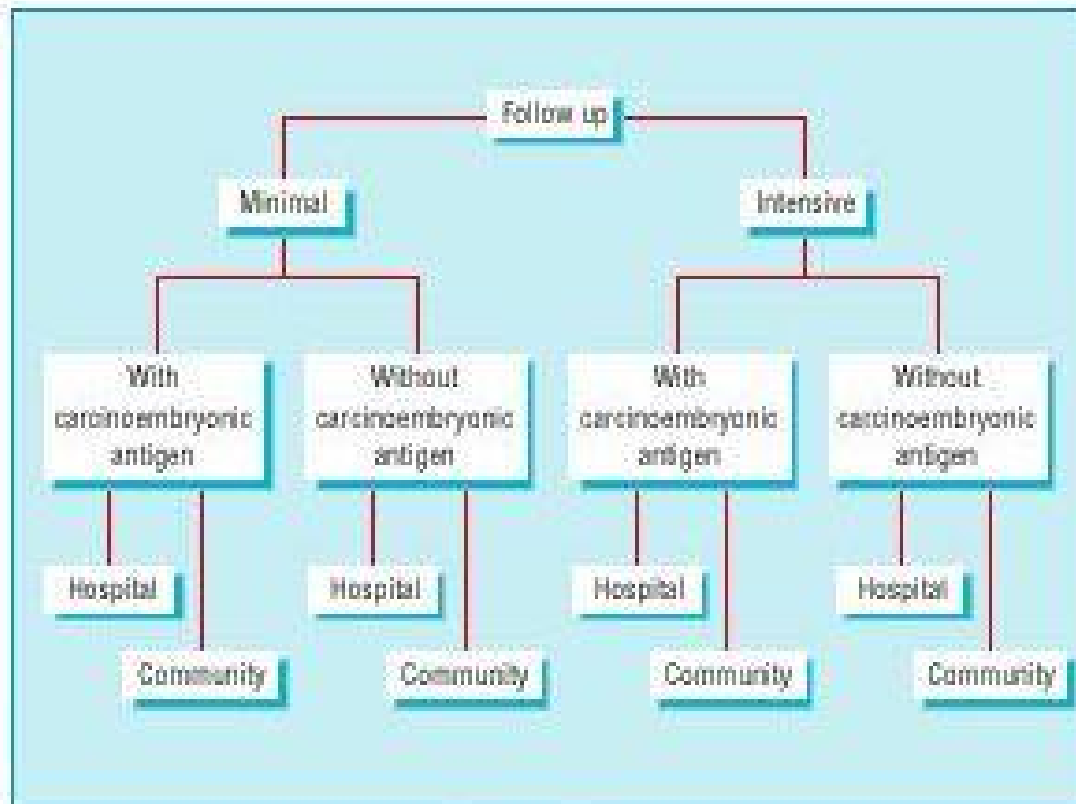 Follow up
Minimal
Intensive
With
carcinoembryonic
antigen
Without
carcinoembryonic
antigen
With
carcinoembryonic
antigen
Without
carcinoembryonic
antigen
Hospital
Hospital
Hospital
Hospital
Community
Community
Community
Community